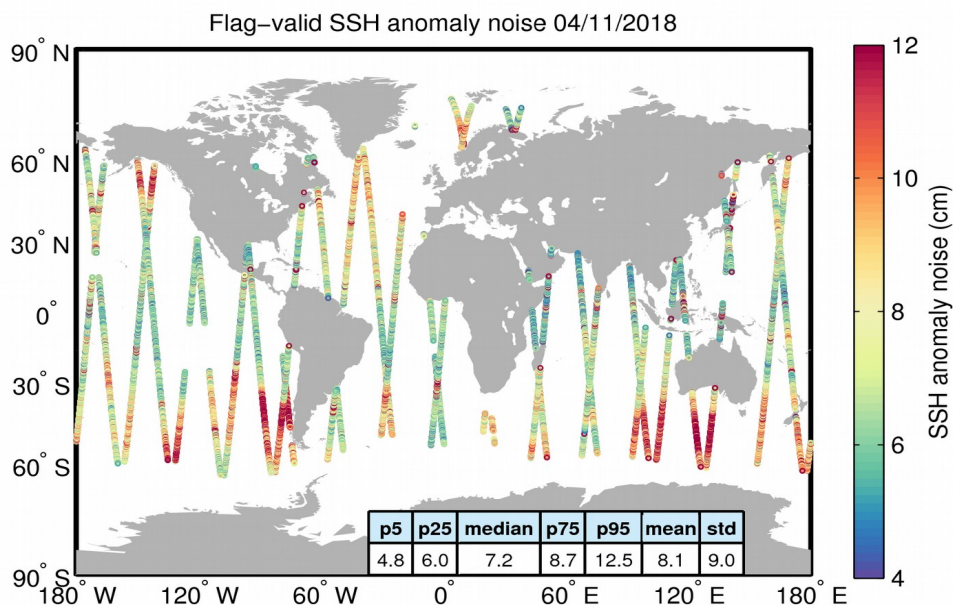 Flag−valid SSH anomaly noise 04/11/2018
90° N
60° N
30° N
0°
30° S
60° S
90° S
180° W
120° W
60° W
0°
60° E
120° E
180° E
p5 p25 median p75 p95 mean std
4.8 6.0 7.2 8.7 12.5 8.1 9.0
12
10
8
6
4
SSH anomaly noise (cm)